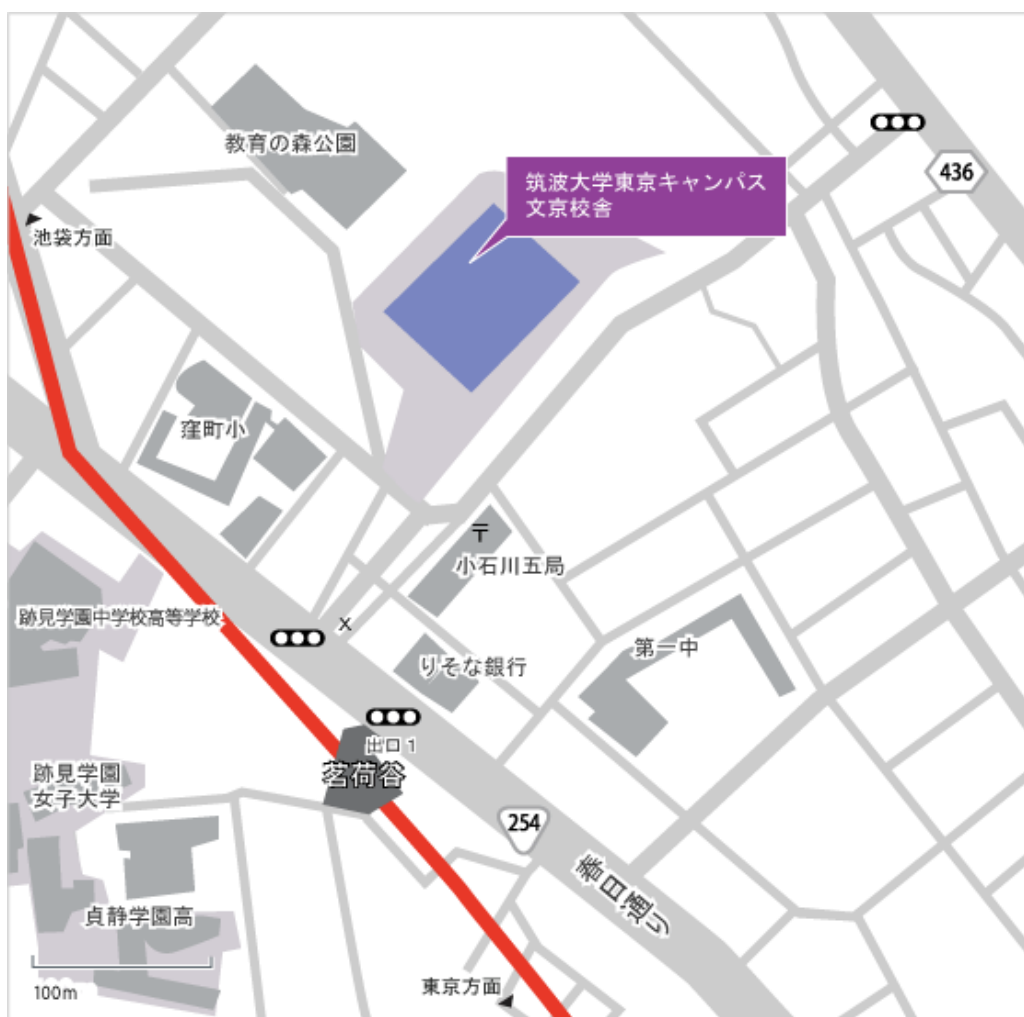 教育の森公園
筑波大学東京キャンパス
文京校舎
436
池袋方面
窪町小
〒
小石川五局
跡見学園中学校高等学校
x
第一中
りそな銀行
出口1
茗荷谷
跡見学園
女子大学
254
春日通り
貞静学園高
100m
東京方面